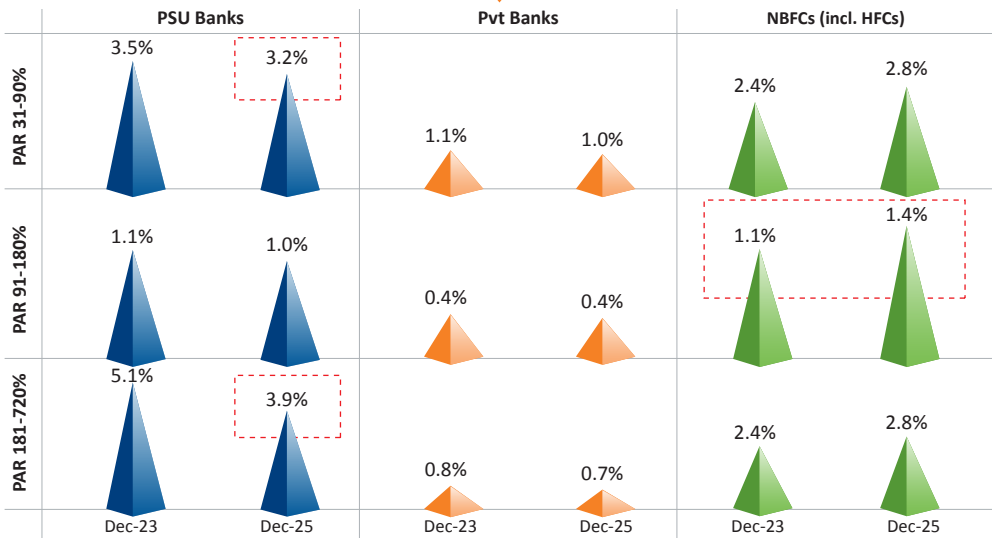 PSU Banks
Pvt Banks
NBFCs (incl. HFCs)
PAR 31-90%
3.5%
3.2%
1.1%
1.0%
2.4%
2.8%
PAR 91-180%
1.1%
1.0%
0.4%
0.4%
1.1%
1.4%
PAR 181-720%
5.1%
3.9%
0.8%
0.7%
2.4%
2.8%
Dec-23
Dec-25
Dec-23
Dec-25
Dec-23
Dec-25